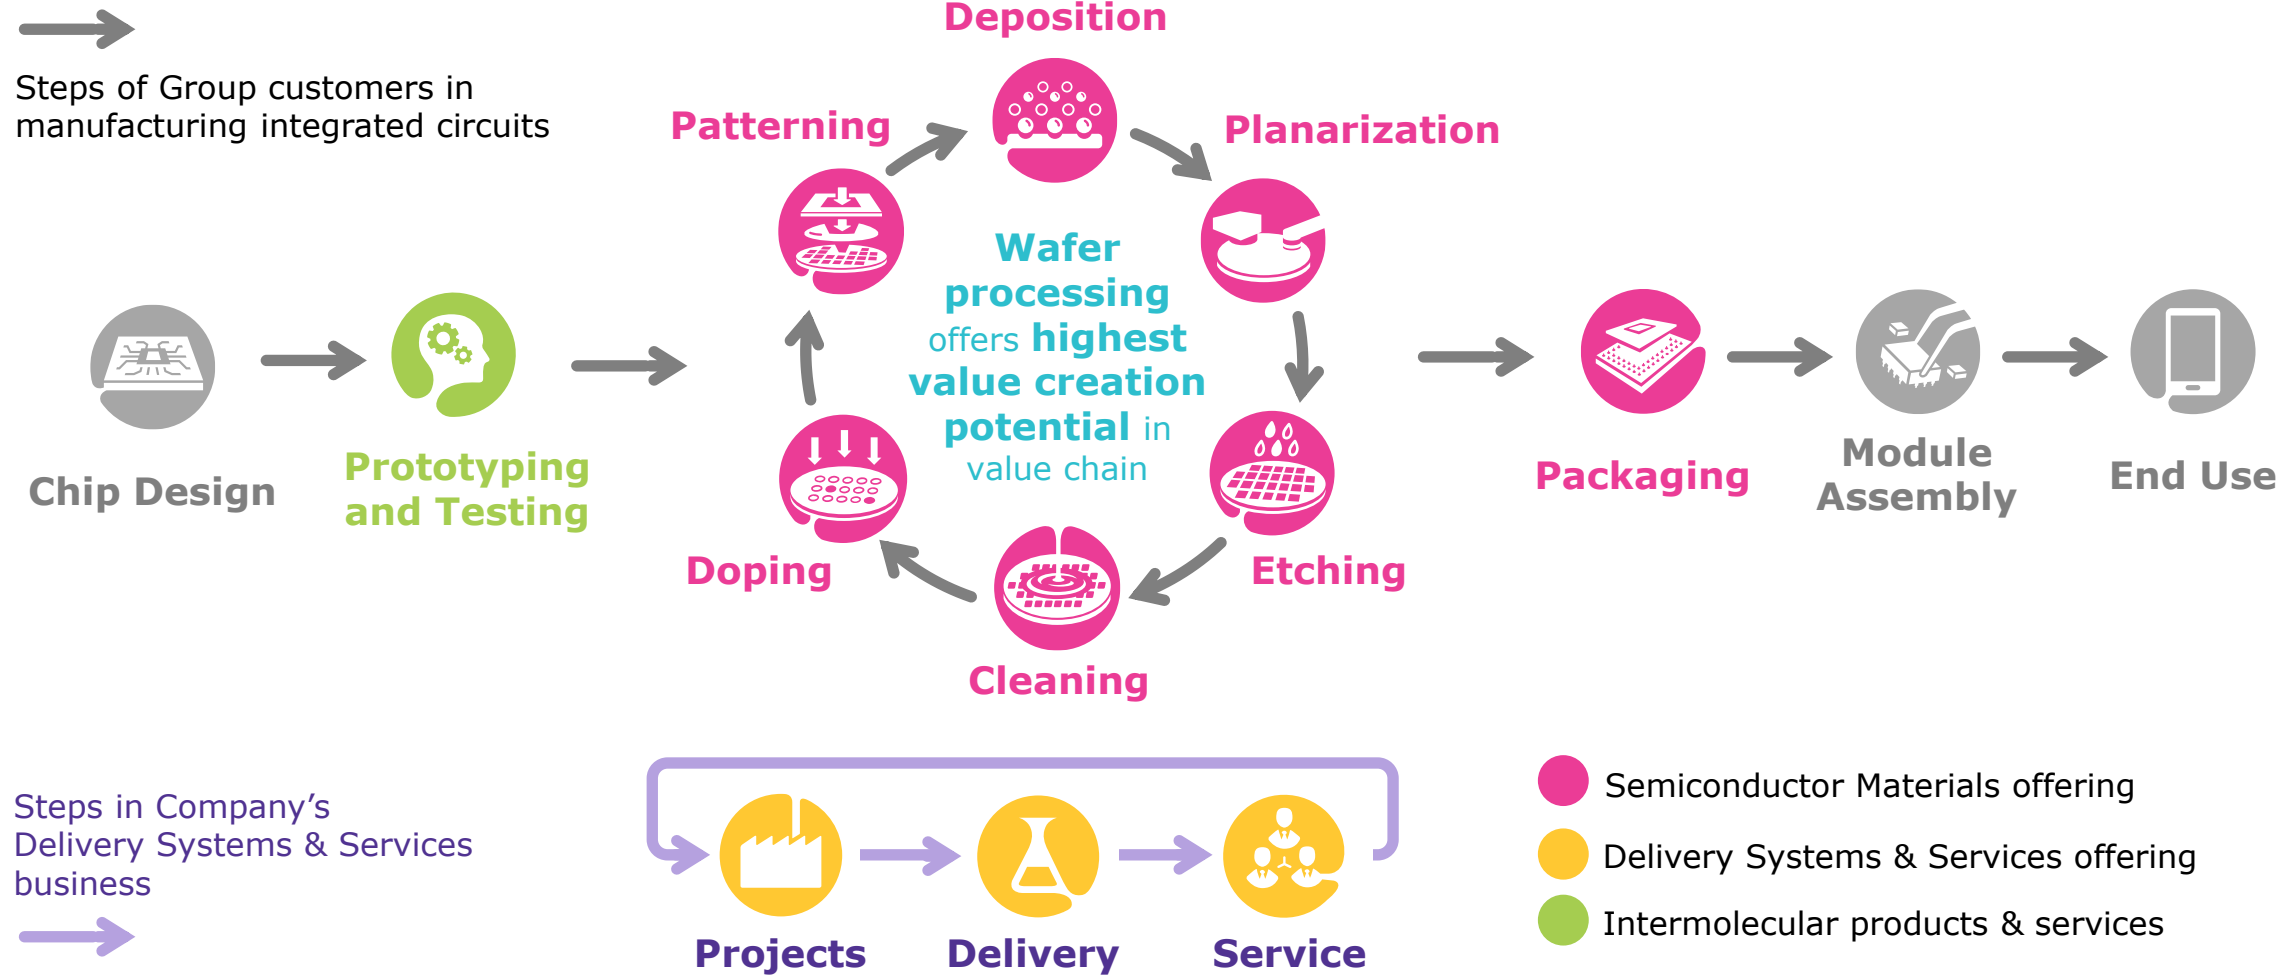 Steps of Group customers in
manufacturing integrated circuits
Deposition
Patterning
Planarization
Wafer
processing
offers highest
value creation
potential in
value chain
Chip Design
Prototyping
and Testing
Doping
Etching
Cleaning
Packaging
Module
Assembly
End Use
Steps in Company’s
Delivery Systems & Services
business
Projects
Delivery
Service
Semiconductor Materials offering
Delivery Systems & Services offering
Intermolecular products & services